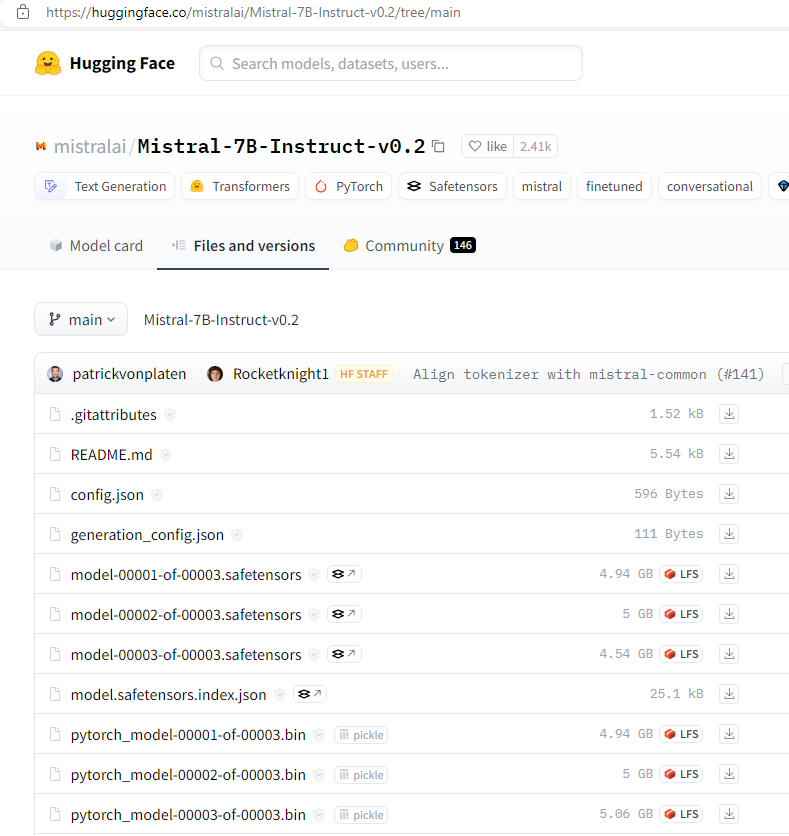 https://huggingface.co/mistralai/Mistral-7B-Instruct-v0.2/tree/main
Hugging Face Search models, datasets, users...
mistralai/Mistral-7B-Instruct-v0.2 like 2.41k
Text Generation Transformers PyTorch Safetensors mistral finetuned conversational
Model card Files and versions Community 146
main Mistral-7B-Instruct-v0.2
patrickvonplaten Rocketknight1 HF STAFF Align tokenizer with mistral-common (#141)
.gitattributes 1.52 kB
README.md 5.54 kB
config.json 596 Bytes
generation_config.json 111 Bytes
model-00001-of-00003.safetensors 4.94 GB LFS
model-00002-of-00003.safetensors 5 GB LFS
model-00003-of-00003.safetensors 4.54 GB LFS
model.safetensors.index.json 25.1 kB
pytorch_model-00001-of-00003.bin pickle 4.94 GB LFS
pytorch_model-00002-of-00003.bin pickle 5 GB LFS
pytorch_model-00003-of-00003.bin pickle 5.06 GB LFS